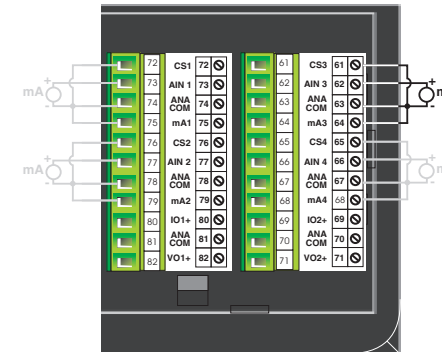 72 CS1 72
73 AIN 1 73
74 ANA COM 74
75 mA1 75
76 CS2 76
77 AIN 2 77
78 ANA COM 78
79 mA2 79
80 IO1+ 80
81 ANA COM 81
82 VO1+ 82
61 CS3 61
62 AIN 3 62
63 ANA COM 63
64 mA3 64
65 CS4 65
66 AIN 4 66
67 ANA COM 67
68 mA4 68
69 IO2+ 69
70 ANA COM 70
71 VO2+ 71
mA + -
mA + -
+ - m
+ - m